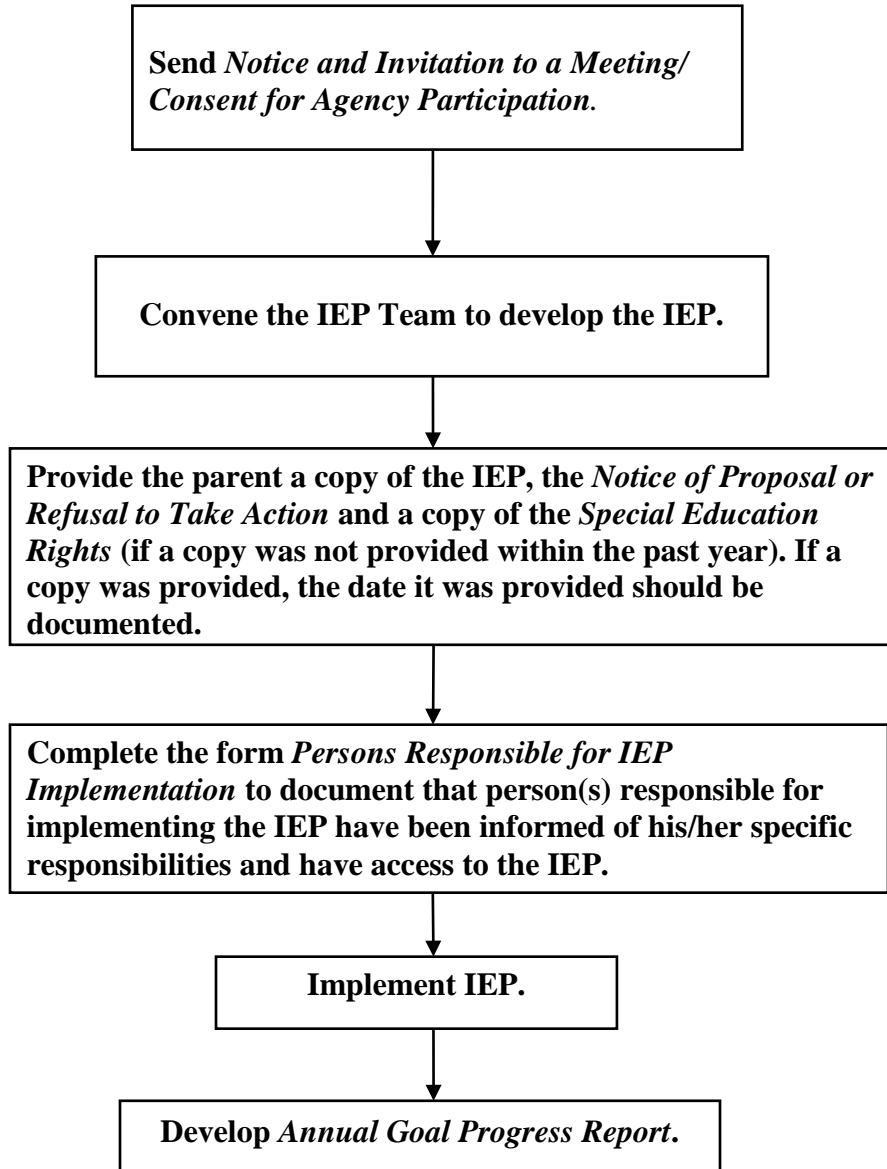 Send Notice and Invitation to a Meeting/
Consent for Agency Participation.
Convene the IEP Team to develop the IEP.
Provide the parent a copy of the IEP, the Notice of Proposal or
Refusal to Take Action and a copy of the Special Education
Rights (if a copy was not provided within the past year). If a
copy was provided, the date it was provided should be
documented.
Complete the form Persons Responsible for IEP
Implementation to document that person(s) responsible for
implementing the IEP have been informed of his/her specific
responsibilities and have access to the IEP.
Implement IEP.
Develop Annual Goal Progress Report.